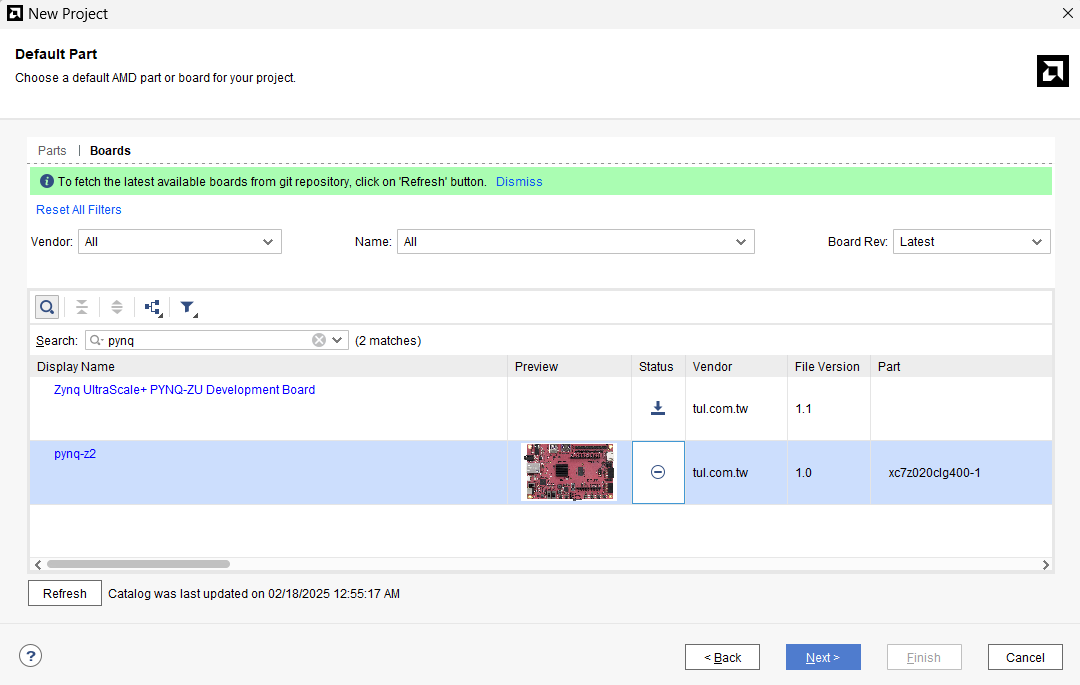 New Project
Default Part
Choose a default AMD part or board for your project.
Parts | Boards
To fetch the latest available boards from git repository, click on 'Refresh' button. Dismiss
Reset All Filters
Vendor: All Name: All Board Rev: Latest
Search: pynq (2 matches)
Display Name Preview Status Vendor File Version Part
Zynq UltraScale+ PYNQ-ZU Development Board tul.com.tw 1.1
pynq-z2 tul.com.tw 1.0 xc7z020clg400-1
Refresh Catalog was last updated on 02/18/2025 12:55:17 AM
? < Back Next > Finish Cancel